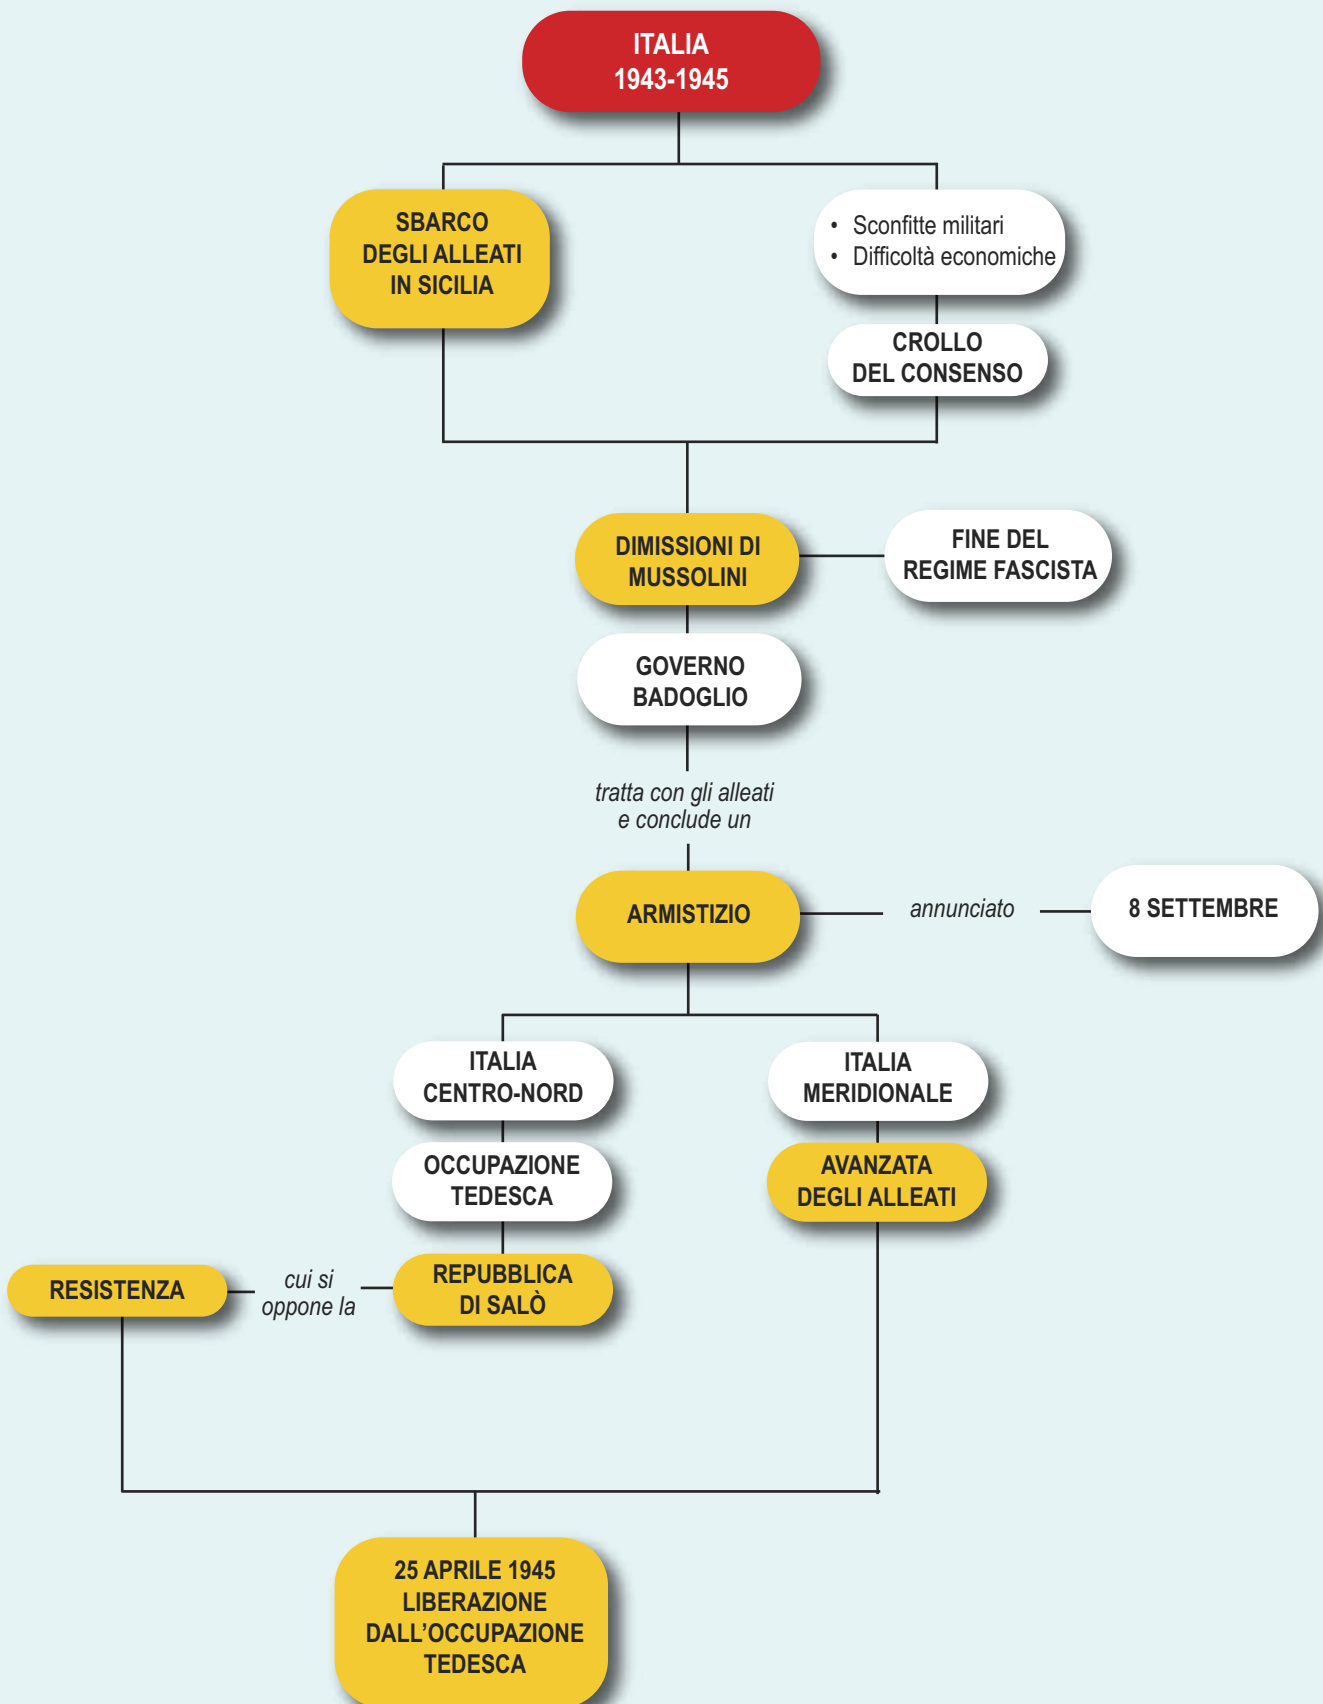 ITALIA
1943-1945
SBARCO
DEGLI ALLEATI
IN SICILIA
• Sconfitte militari
• Difficoltà economiche
CROLLO
DEL CONSENSO
DIMISSIONI DI
MUSSOLINI
FINE DEL
REGIME FASCISTA
GOVERNO
BADOGLIO
tratta con gli alleati
e conclude un
ARMISTIZIO
annunciato
8 SETTEMBRE
ITALIA
CENTRO-NORD
ITALIA
MERIDIONALE
OCCUPAZIONE
TEDESCA
AVANZATA
DEGLI ALLEATI
RESISTENZA
cui si
oppone la
REPUBBLICA
DI SALÒ
25 APRILE 1945
LIBERAZIONE
DALL'OCCUPAZIONE
TEDESCA